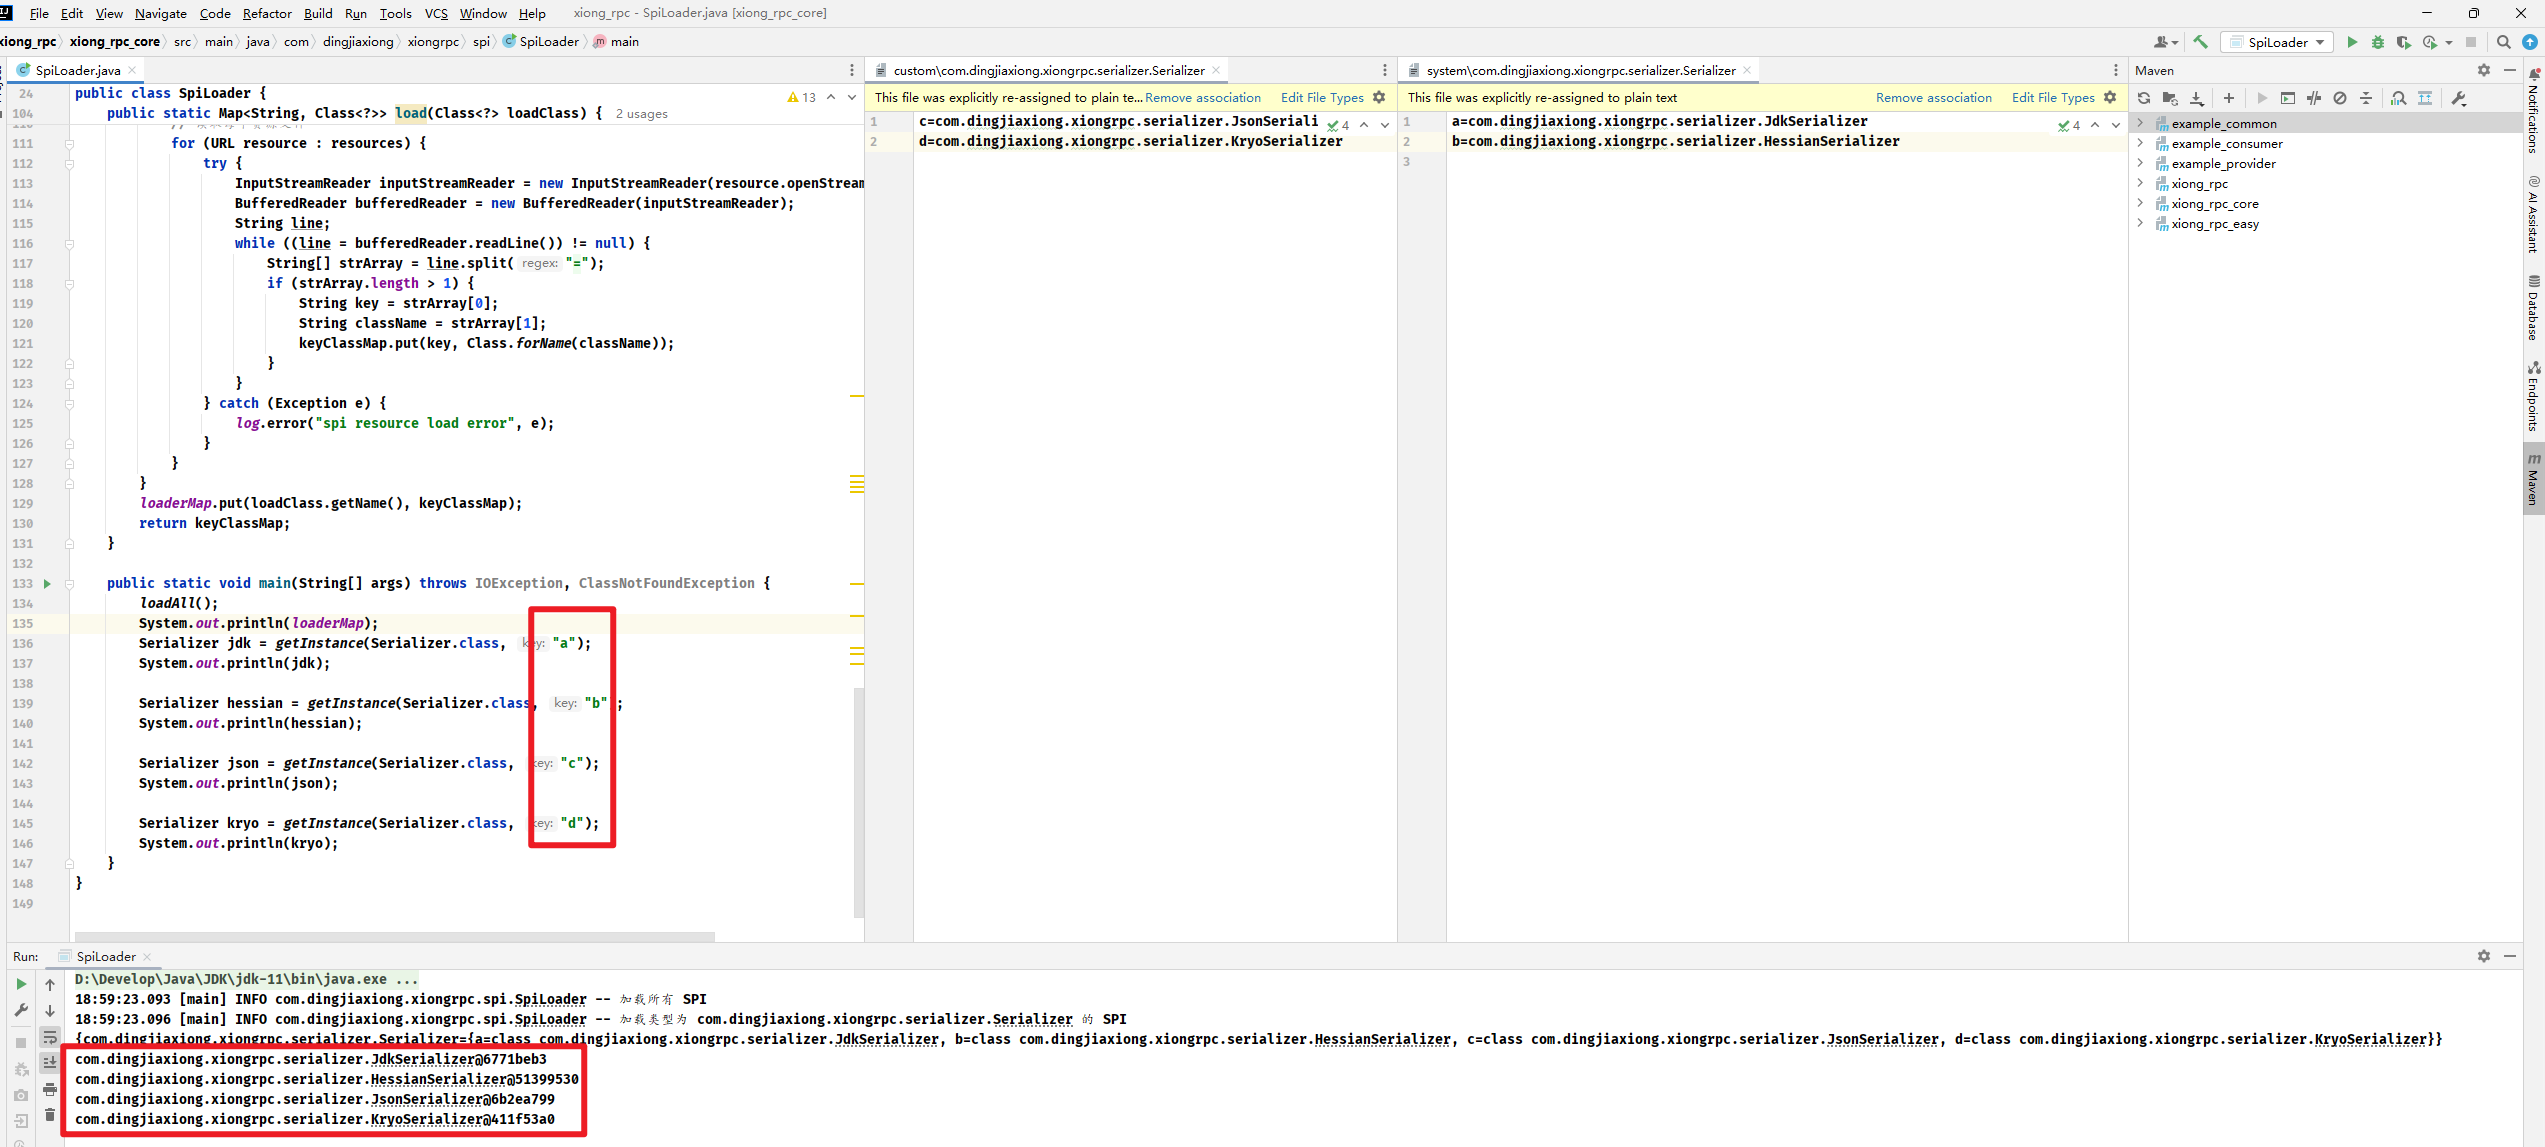 File Edit View Navigate Code Refactor Build Run Tools VCS Window Help xiong_rpc - SpiLoader.java [xiong_rpc_core]
xiong_rpc xiong_rpc_core src main java com dingjiaxiong xiongrpc spi SpiLoader main
SpiLoader
SpiLoader.java
24 public class SpiLoader {
13
104 public static Map<String, Class<?>> load(Class<?> loadClass) { 2 usages
111 for (URL resource : resources) {
112 try {
113 InputStreamReader inputStreamReader = new InputStreamReader(resource.openStream
114 BufferedReader bufferedReader = new BufferedReader(inputStreamReader);
115 String line;
116 while ((line = bufferedReader.readLine()) != null) {
117 String[] strArray = line.split( regex: "=");
118 if (strArray.length > 1) {
119 String key = strArray[0];
120 String className = strArray[1];
121 keyClassMap.put(key, Class.forName(className));
122 }
123 }
124 } catch (Exception e) {
125 log.error("spi resource load error", e);
126 }
127 }
128 }
129 loaderMap.put(loadClass.getName(), keyClassMap);
130 return keyClassMap;
131 }
132
133 public static void main(String[] args) throws IOException, ClassNotFoundException {
134 loadAll();
135 System.out.println(loaderMap);
136 Serializer jdk = getInstance(Serializer.class, key: "a");
137 System.out.println(jdk);
138
139 Serializer hessian = getInstance(Serializer.class, key: "b" ;
140 System.out.println(hessian);
141
142 Serializer json = getInstance(Serializer.class, key: "c");
143 System.out.println(json);
144
145 Serializer kryo = getInstance(Serializer.class, key: "d");
146 System.out.println(kryo);
147 }
148 }
149
custom\com.dingjiaxiong.xiongrpc.serializer.Serializer
This file was explicitly re-assigned to plain te... Remove association Edit File Types
1 c=com.dingjiaxiong.xiongrpc.serializer.JsonSeriali
4
2 d=com.dingjiaxiong.xiongrpc.serializer.KryoSerializer
system\com.dingjiaxiong.xiongrpc.serializer.Serializer
This file was explicitly re-assigned to plain text Remove association Edit File Types
1 a=com.dingjiaxiong.xiongrpc.serializer.JdkSerializer
4
2 b=com.dingjiaxiong.xiongrpc.serializer.HessianSerializer
3
Maven
example_common
example_consumer
example_provider
xiong_rpc
xiong_rpc_core
xiong_rpc_easy
Notifications
AI Assistant
Database
Endpoints
Maven
Run: SpiLoader
D:\Develop\Java\JDK\jdk-11\bin\java.exe ...
18:59:23.093 [main] INFO com.dingjiaxiong.xiongrpc.spi.SpiLoader -- 加载所有 SPI
18:59:23.096 [main] INFO com.dingjiaxiong.xiongrpc.spi.SpiLoader -- 加载类型为 com.dingjiaxiong.xiongrpc.serializer.Serializer 的 SPI
{com.dingjiaxiong.xiongrpc.serializer.Serializer={a=class com.dingjiaxiong.xiongrpc.serializer.JdkSerializer, b=class com.dingjiaxiong.xiongrpc.serializer.HessianSerializer, c=class com.dingjiaxiong.xiongrpc.serializer.JsonSerializer, d=class com.dingjiaxiong.xiongrpc.serializer.KryoSerializer}}
com.dingjiaxiong.xiongrpc.serializer.JdkSerializer@6771beb3
com.dingjiaxiong.xiongrpc.serializer.HessianSerializer@51399530
com.dingjiaxiong.xiongrpc.serializer.JsonSerializer@6b2ea799
com.dingjiaxiong.xiongrpc.serializer.KryoSerializer@411f53a0